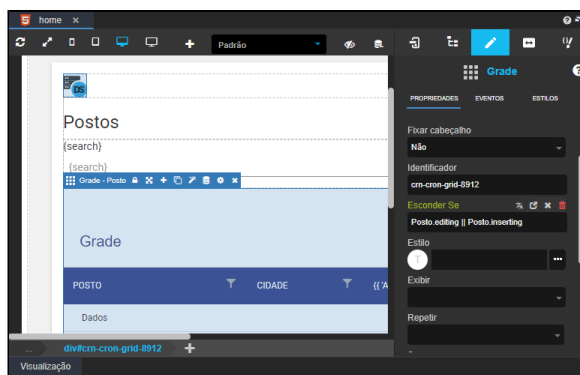 home ×
Padrão
Grade
PROPRIEDADES EVENTOS ESTILOS
DS
Postos
{search}
{search}
Grade - Posto
Grade
POSTO CIDADE {{ 'A
Dados
Fixar cabeçalho
Não
Identificador
crn-cron-grid-8912
Esconder Se
Posto.editing || Posto.inserting
Estilo
T
Exibir
Repetir
... div#crn-cron-grid-8912
Visualização